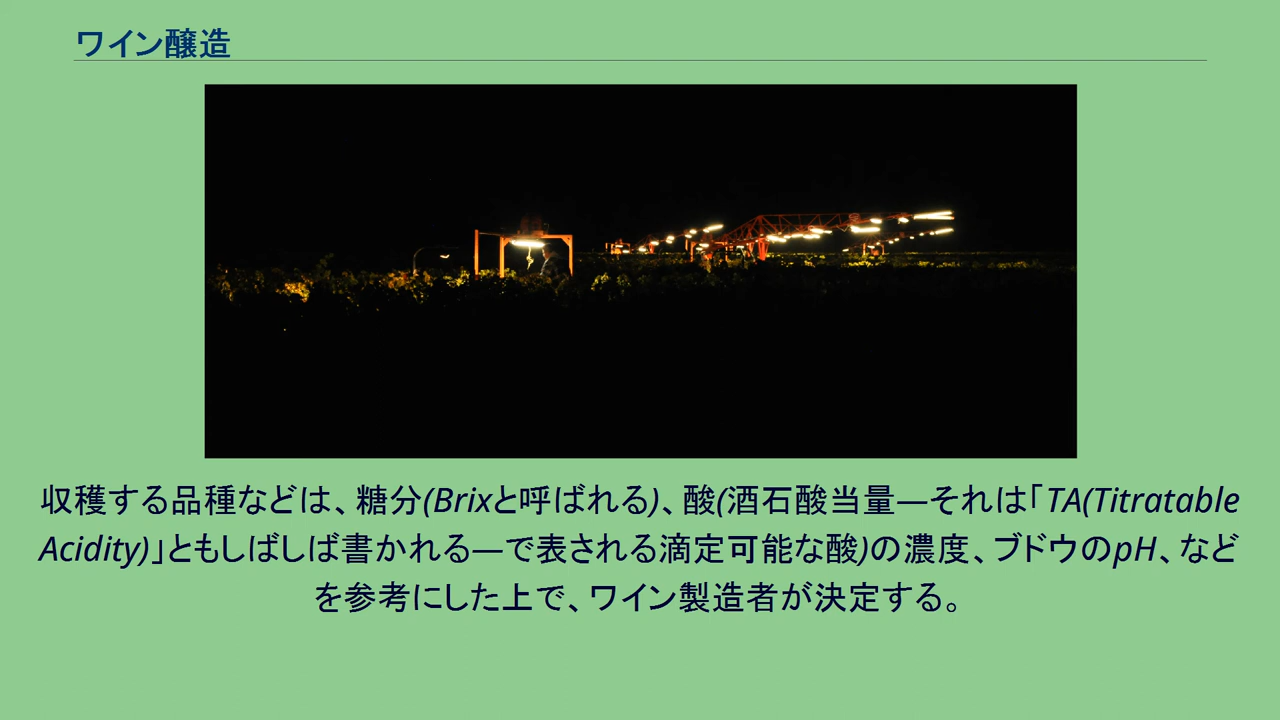 ワイン醸造
収穫する品種などは、糖分(Brixと呼ばれる)、酸(酒石酸当量—それは「TA(Titratable
Acidity)」ともしばしば書かれる—で表される滴定可能な酸)の濃度、ブドウのpH、など
を参考にした上で、ワイン製造者が決定する。